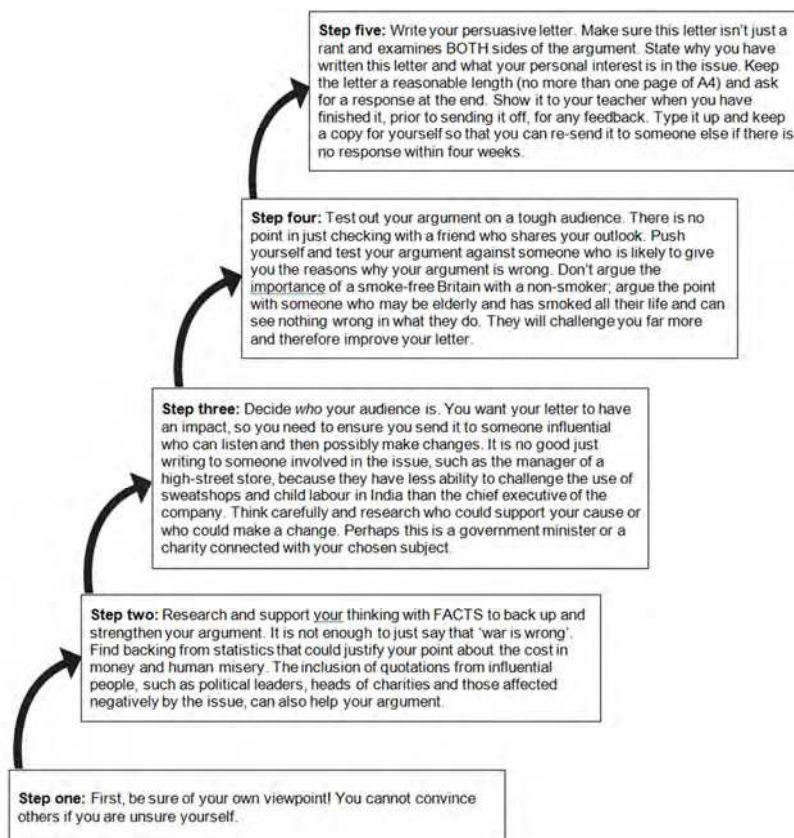 Step five: Write your persuasive letter. Make sure this letter isn't just a
rant and examines BOTH sides of the argument. State why you have
written this letter and what your personal interest is in the issue. Keep
the letter a reasonable length (no more than one page of A4) and ask
for a response at the end. Show it to your teacher when you have
finished it, prior to sending it off, for any feedback. Type it up and keep
a copy for yourself so that you can re-send it to someone else if there is
no response within four weeks.
Step four: Test out your argument on a tough audience. There is no
point in just checking with a friend who shares your outlook. Push
yourself and test your argument against someone who is likely to give
you the reasons why your argument is wrong. Don't argue the
importance of a smoke-free Britain with a non-smoker; argue the point
with someone who may be elderly and has smoked all their life and can
see nothing wrong in what they do. They will challenge you far more
and therefore improve your letter.
Step three: Decide who your audience is. You want your letter to have
an impact, so you need to ensure you send it to someone influential
who can listen and then possibly make changes. It is no good just
writing to someone involved in the issue, such as the manager of a
high-street store, because they have less ability to challenge the use of
sweatshops and child labour in India than the chief executive of the
company. Think carefully and research who could support your cause or
who could make a change. Perhaps this is a government minister or a
charity connected with your chosen subject.
Step two: Research and support your thinking with FACTS to back up and
strengthen your argument. It is not enough to just say that 'war is wrong'.
Find backing from statistics that could justify your point about the cost in
money and human misery. The inclusion of quotations from influential
people, such as political leaders, heads of charities and those affected
negatively by the issue, can also help your argument.
Step one: First, be sure of your own viewpoint! You cannot convince
others if you are unsure yourself.